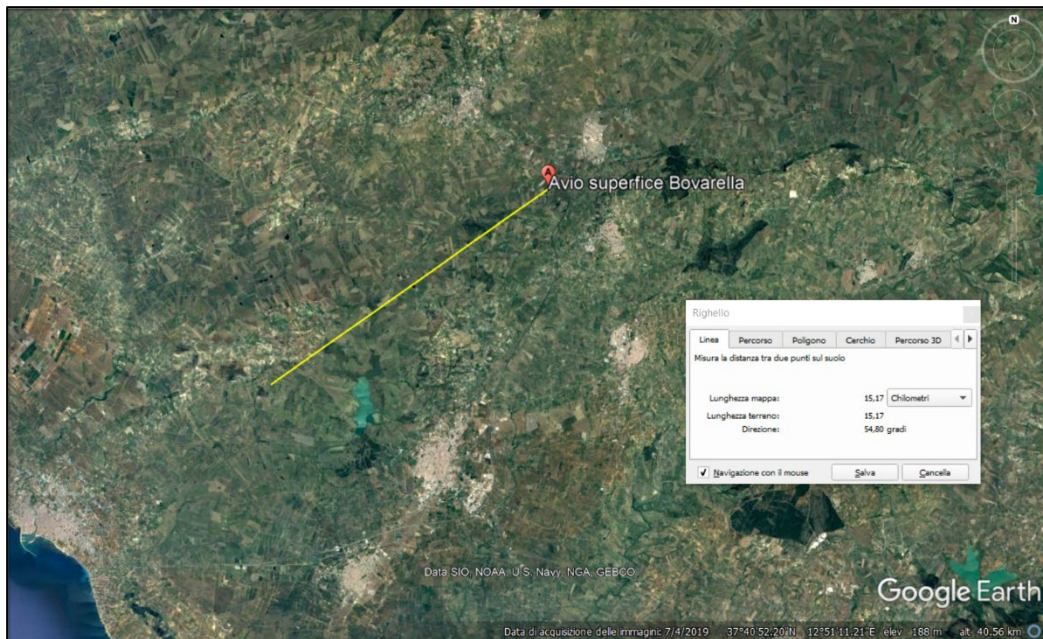 N
A
Avio superfice Bovarella
Righello
Linea Percorso Poligono Cerchio Percorso 3D
Misura la distanza tra due punti sul suolo
Lunghezza mappa: 15,17 Chilometri
Lunghezza terreno: 15,17
Direzione: 54,80 gradi
Navigazione con il mouse Salva Cancella
Data SIO, NOAA, U.S. Navy, NGA, GEBCO
Google Earth
Data di acquisizione delle immagini: 7/4/2019 37°40'52.20"N 12°51'11.21"E elev 188 m alt 40.56 km